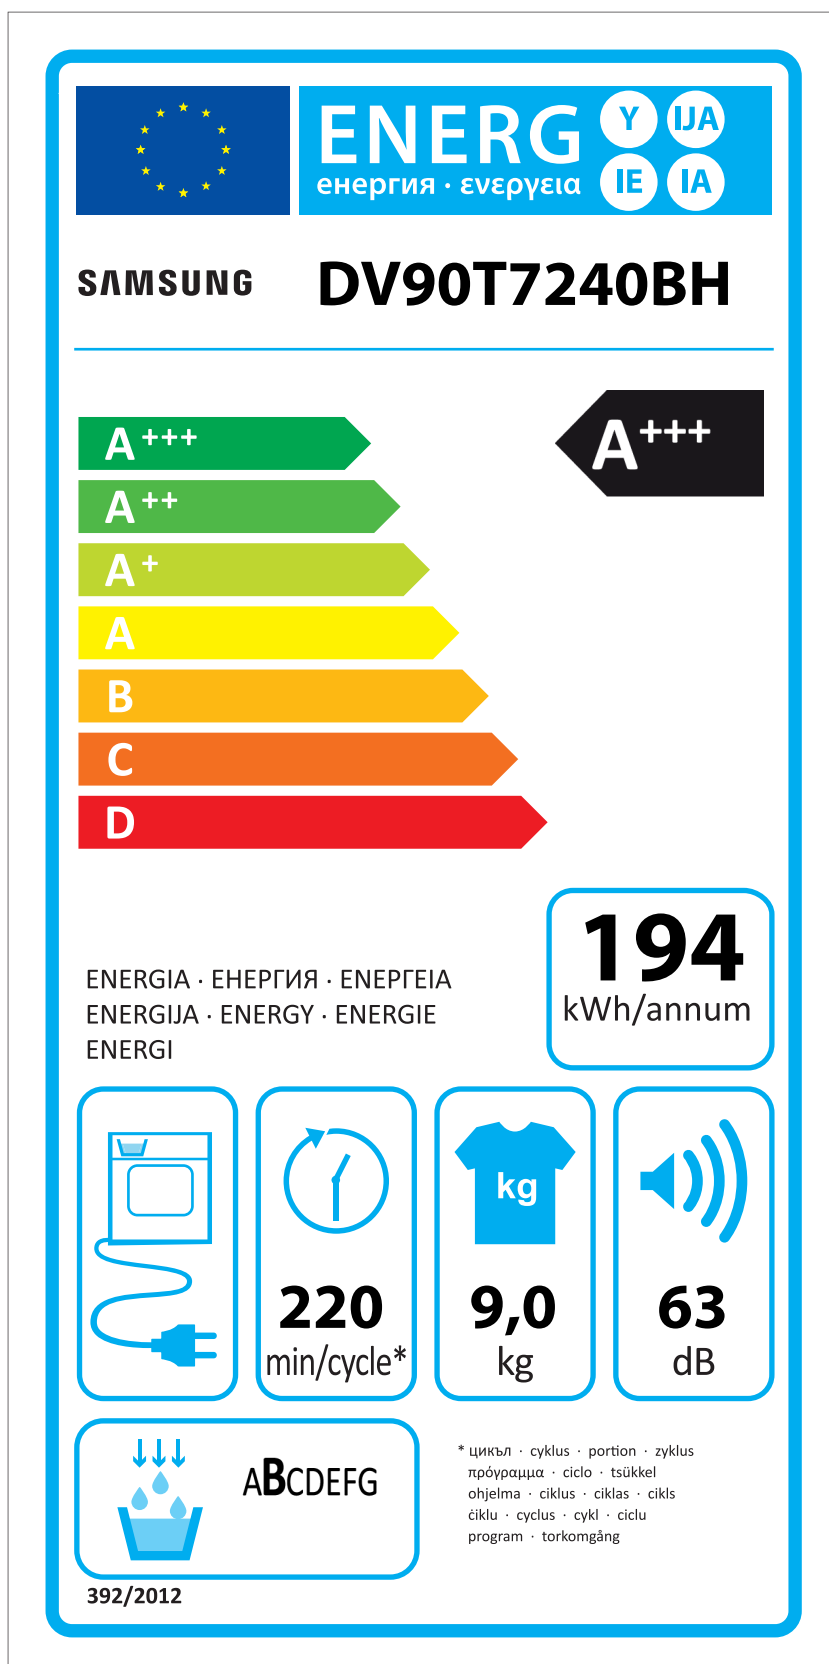 ENERG Y IJA
енергия · ενεργεια IE IA
SAMSUNG DV90T7240BH
A+++
A+++
A++
A+
A
B
C
D
194
kWh/annum
ENERGIA · ЕНЕРГИЯ · ΕΝΕΡΓΕΙΑ
ENERGIJA · ENERGY · ENERGIE
ENERGI
kg
220
min/cycle*
9,0
kg
63
dB
ABCDEFG
* цикъл · cyklus · portion · zyklus
πρόγραμμα · ciclo · tsükkel
ohjelma · ciklus · ciklas · cikls
ċiklu · cyclus · cykl · ciclu
program · torkomgång
392/2012